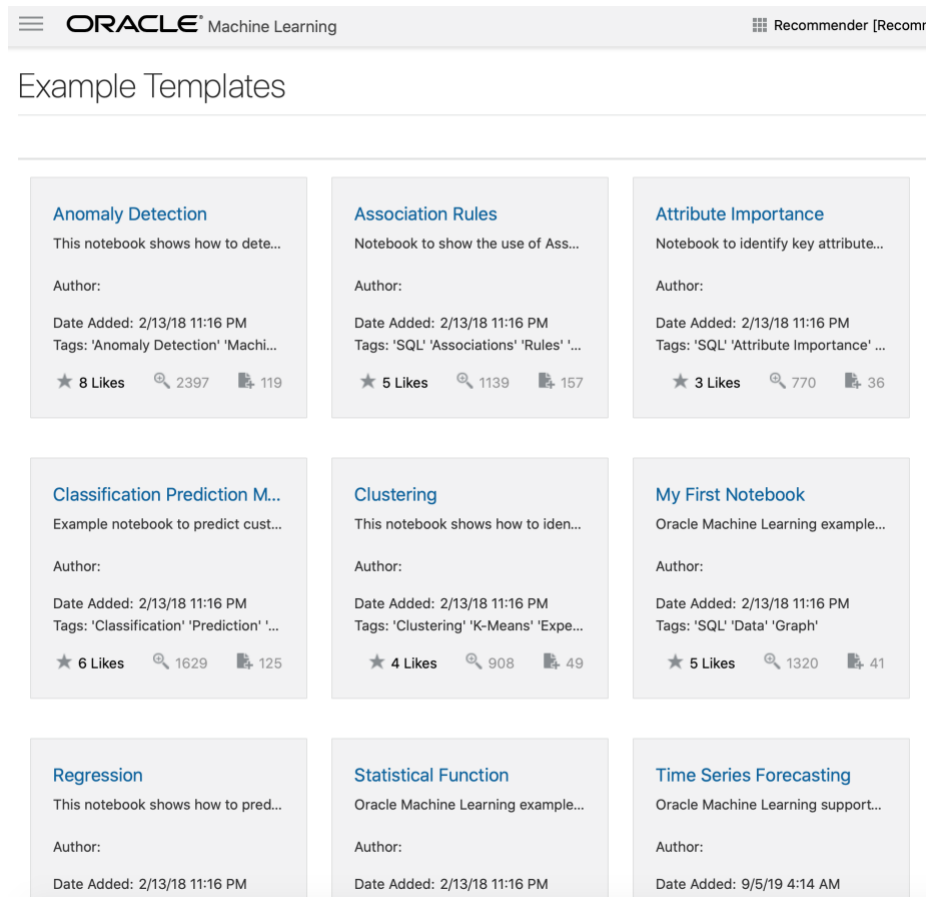 ORACLE Machine Learning
Recommender [Recomm
Example Templates
Anomaly Detection
This notebook shows how to dete...
Author:
Date Added: 2/13/18 11:16 PM
Tags: 'Anomaly Detection' 'Machi...
8 Likes 2397 119
Association Rules
Notebook to show the use of Ass...
Author:
Date Added: 2/13/18 11:16 PM
Tags: 'SQL' 'Associations' 'Rules' '...
5 Likes 1139 157
Attribute Importance
Notebook to identify key attribute...
Author:
Date Added: 2/13/18 11:16 PM
Tags: 'SQL' 'Attribute Importance' ...
3 Likes 770 36
Classification Prediction M...
Example notebook to predict cust...
Author:
Date Added: 2/13/18 11:16 PM
Tags: 'Classification' 'Prediction' '...
6 Likes 1629 125
Clustering
This notebook shows how to iden...
Author:
Date Added: 2/13/18 11:16 PM
Tags: 'Clustering' 'K-Means' 'Expe...
4 Likes 908 49
My First Notebook
Oracle Machine Learning example...
Author:
Date Added: 2/13/18 11:16 PM
Tags: 'SQL' 'Data' 'Graph'
5 Likes 1320 41
Regression
This notebook shows how to pred...
Author:
Date Added: 2/13/18 11:16 PM
Statistical Function
Oracle Machine Learning example...
Author:
Date Added: 2/13/18 11:16 PM
Time Series Forecasting
Oracle Machine Learning support...
Author:
Date Added: 9/5/19 4:14 AM